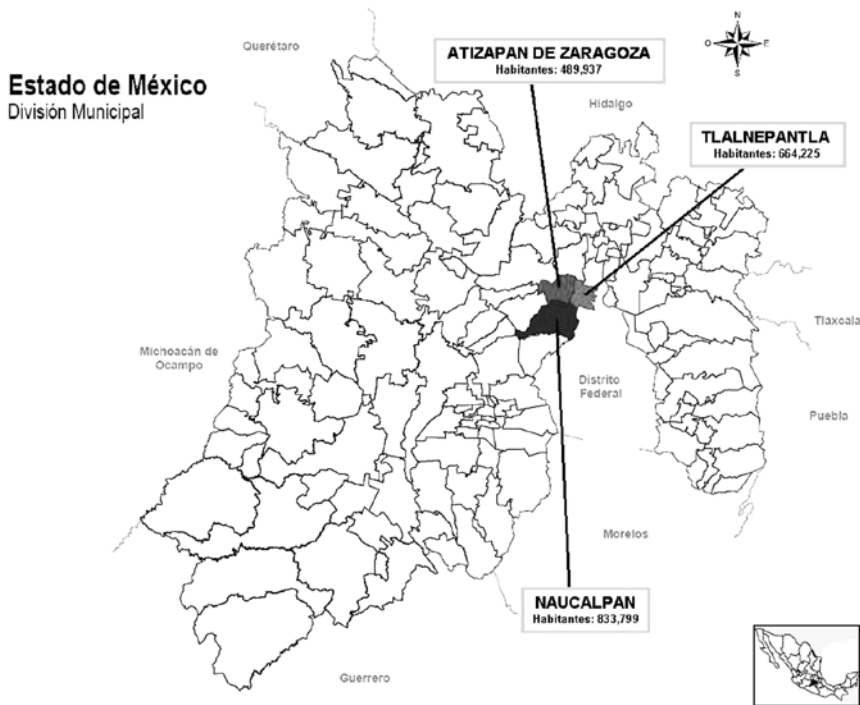 Estado de México
División Municipal
Querétaro
ATIZAPAN DE ZARAGOZA
Habitantes: 489,937
N
O
E
S
Hidalgo
TLALNEPANTLA
Habitantes: 664,225
Tlaxcala
Michoacán de
Ocampo
Distrito
Federal
Puebla
Morelos
NAUCALPAN
Habitantes: 833,799
Guerrero